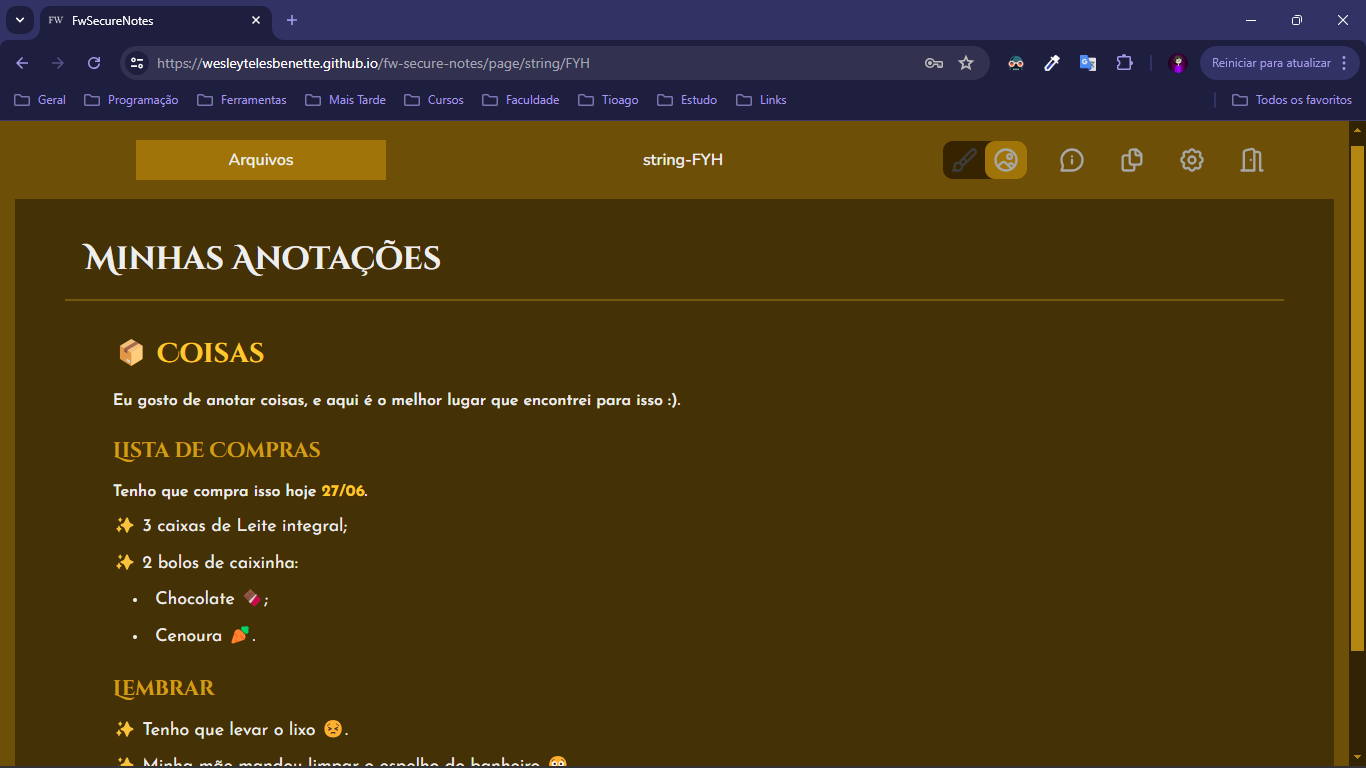 FW FwSecureNotes
https://wesleytelesbenette.github.io/fw-secure-notes/page/string/FYH
Reiniciar para atualizar
Geral Programação Ferramentas Mais Tarde Cursos Faculdade Tioago Estudo Links Todos os favoritos
Arquivos string-FYH
Minhas Anotações
📦 Coisas
Eu gosto de anotar coisas, e aqui é o melhor lugar que encontrei para isso :).
Lista de Compras
Tenho que compra isso hoje 27/06.
✨ 3 caixas de Leite integral;
✨ 2 bolos de caixinha:
• Chocolate 🍫;
• Cenoura 🥕.
Lembrar
✨ Tenho que levar o lixo 😣.
✨ Minha mãe mandou limpar o espelho do banheiro 😳